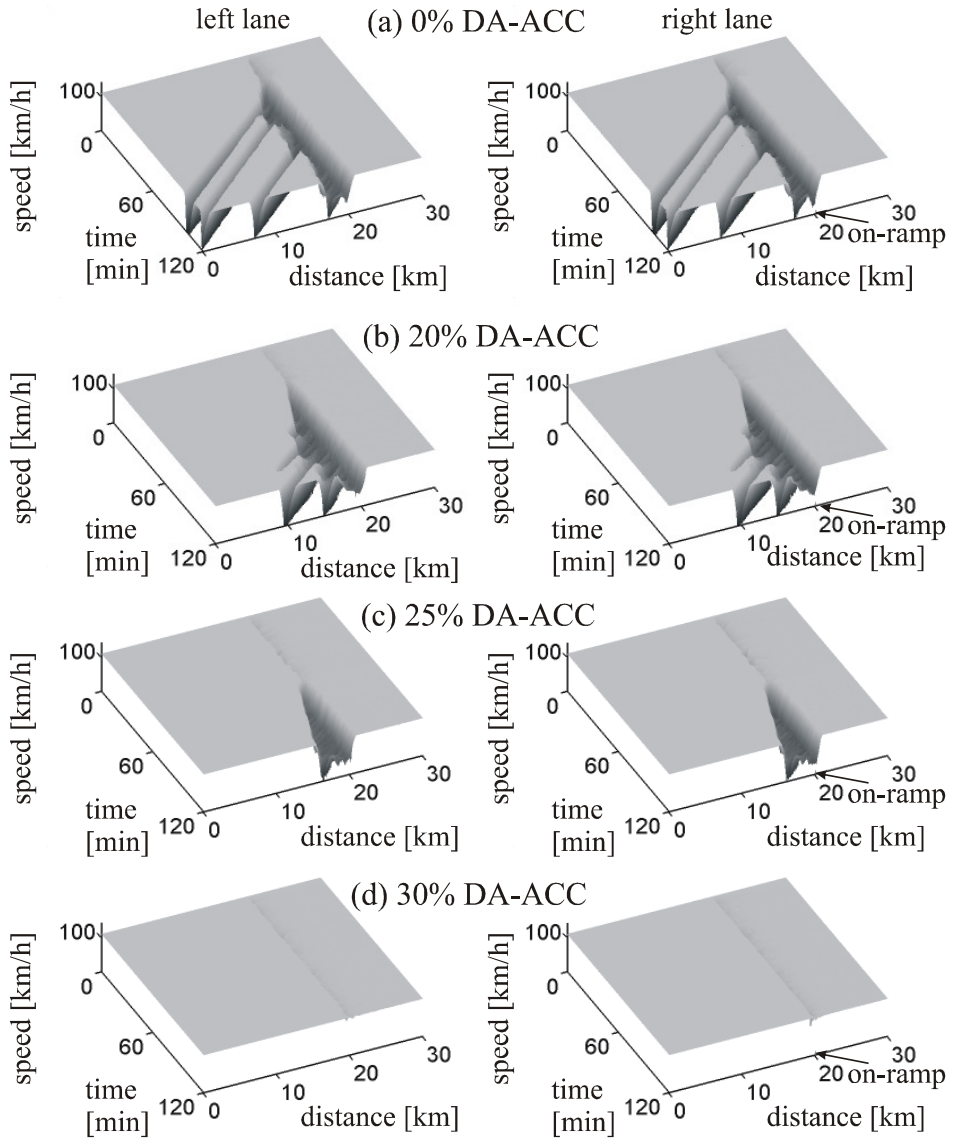 left lane
(a) 0% DA-ACC
right lane
speed [km/h]
100
0
60
120
time
[min]
0
10
20
30
distance [km]
speed [km/h]
100
0
60
120
time
[min]
0
10
20
30
on-ramp
distance [km]
(b) 20% DA-ACC
speed [km/h]
100
0
60
120
time
[min]
0
10
20
30
distance [km]
speed [km/h]
100
0
60
120
time
[min]
0
10
20
30
on-ramp
distance [km]
(c) 25% DA-ACC
speed [km/h]
100
0
60
120
time
[min]
0
10
20
30
distance [km]
speed [km/h]
100
0
60
120
time
[min]
0
10
20
30
on-ramp
distance [km]
(d) 30% DA-ACC
speed [km/h]
100
0
60
120
time
[min]
0
10
20
30
distance [km]
speed [km/h]
100
0
60
120
time
[min]
0
10
20
30
on-ramp
distance [km]